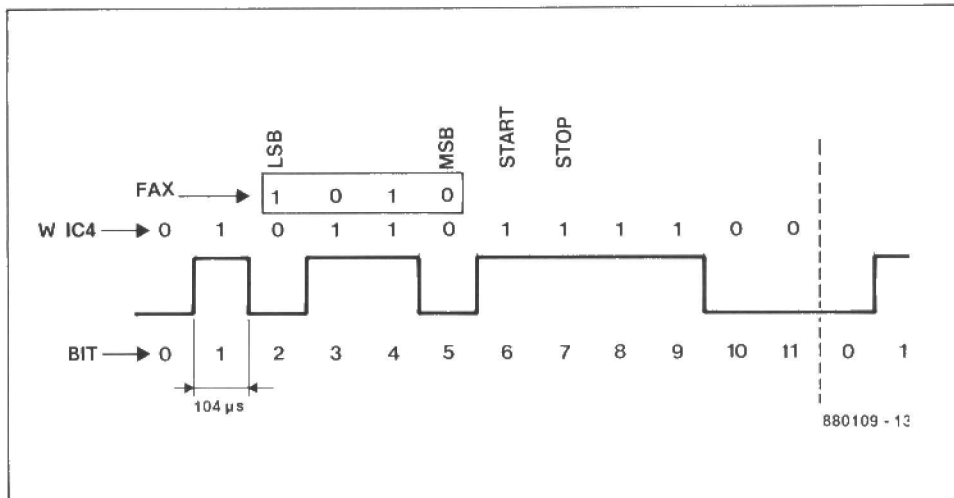 LSB MSB START STOP
FAX 1 0 1 0
W IC4 0 1 0 1 1 0 1 1 1 1 0 0
BIT 0 1 2 3 4 5 6 7 8 9 10 11 0 1
104 µs
880109 - 13